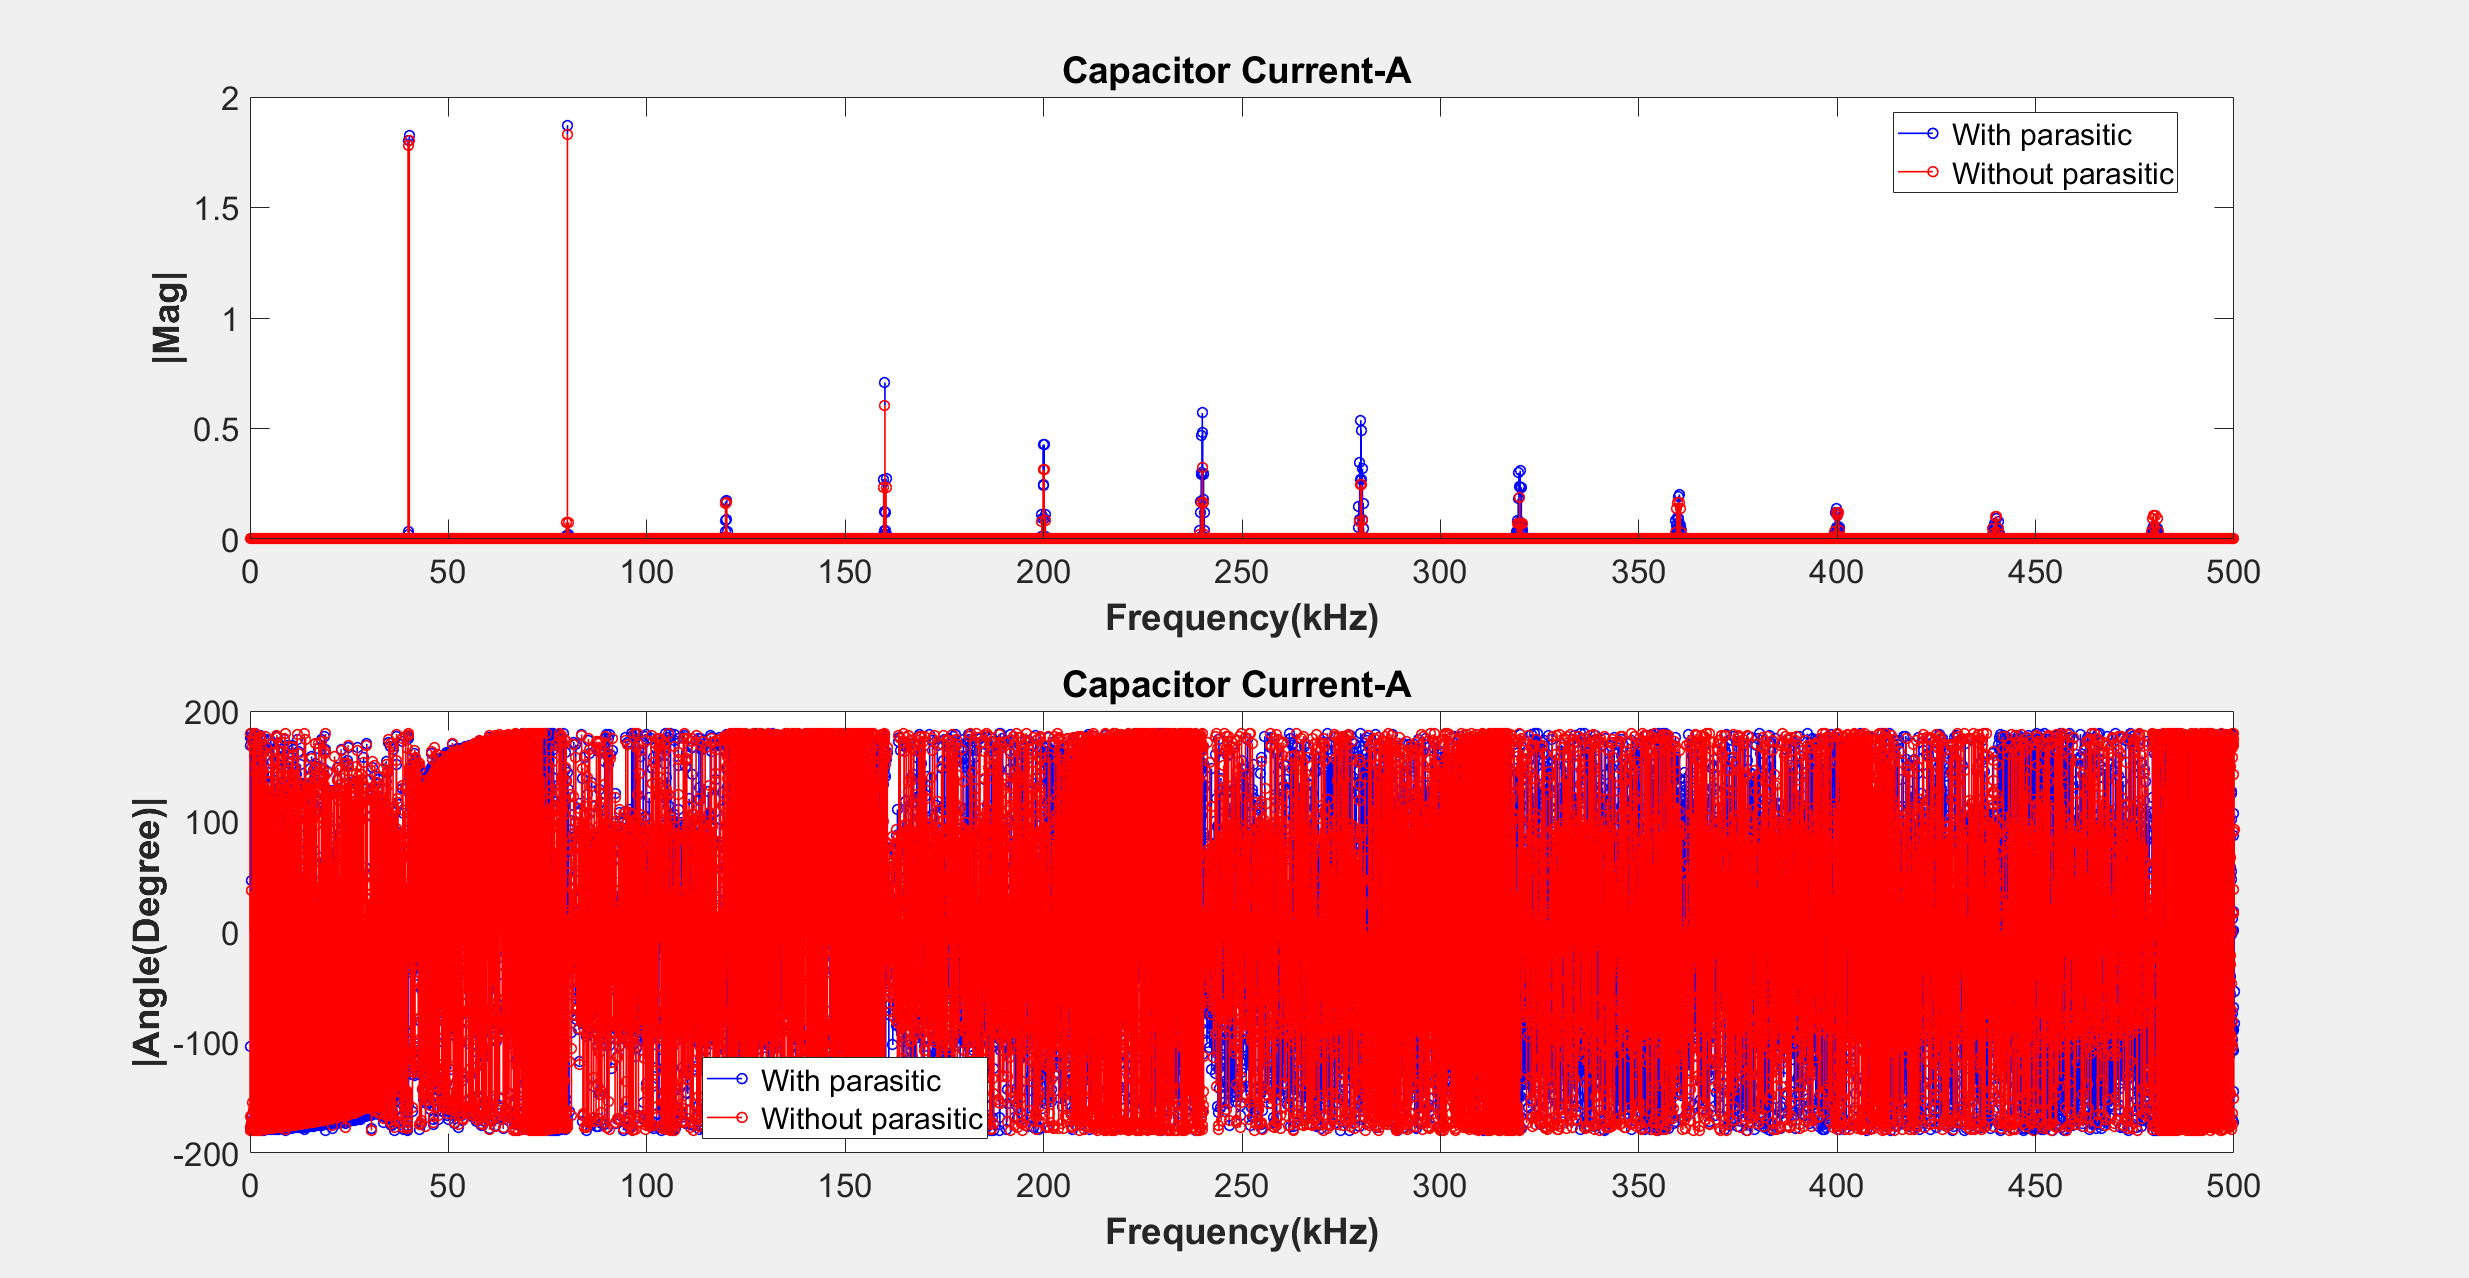 Capacitor Current-A
2
1.5
1
0.5
0
|Mag|
With parasitic
Without parasitic
0 50 100 150 200 250 300 350 400 450 500
Frequency(kHz)
Capacitor Current-A
200
100
0
-100
-200
|Angle(Degree)|
With parasitic
Without parasitic
0 50 100 150 200 250 300 350 400 450 500
Frequency(kHz)